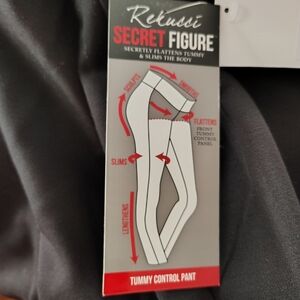 Rekucci
SECRET FIGURE
SECRETLY FLATTENS TUMMY
& SLIMS THE BODY
SCULPTS
SMOOTHS
FLATTENS
FRONT
TUMMY
CONTROL
PANEL
SLIMS
LENGTHENS
TUMMY CONTROL PANT